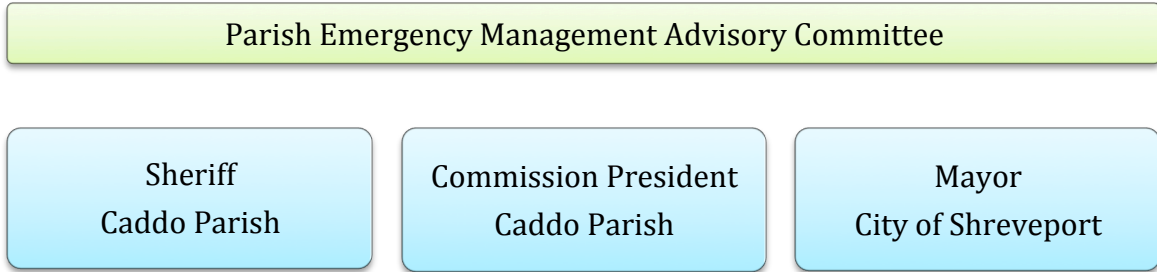 Parish Emergency Management Advisory Committee
Sheriff
Caddo Parish
Commission President
Caddo Parish
Mayor
City of Shreveport